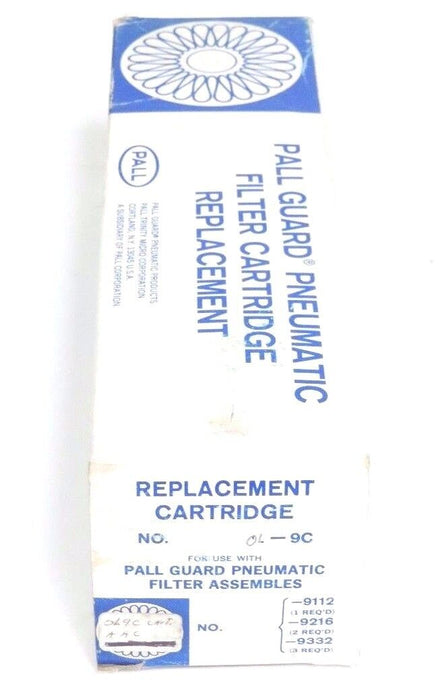 PALL GUARD® PNEUMATIC
FILTER CARTRIDGE
REPLACEMENT
PALL
PALL GUARD® PNEUMATIC PRODUCTS
PALL TRINITY MICRO CORPORATION
CORTLAND, N.Y. 13045 U.S.A.
A SUBSIDIARY OF PALL CORPORATION
REPLACEMENT
CARTRIDGE
NO. OL-9C
FOR USE WITH
PALL GUARD PNEUMATIC
FILTER ASSEMBLES
OL9C
NO.
-9112
(1 REQ'D)
-9216
(2 REQ'D)
-9332
(3 REQ'D)